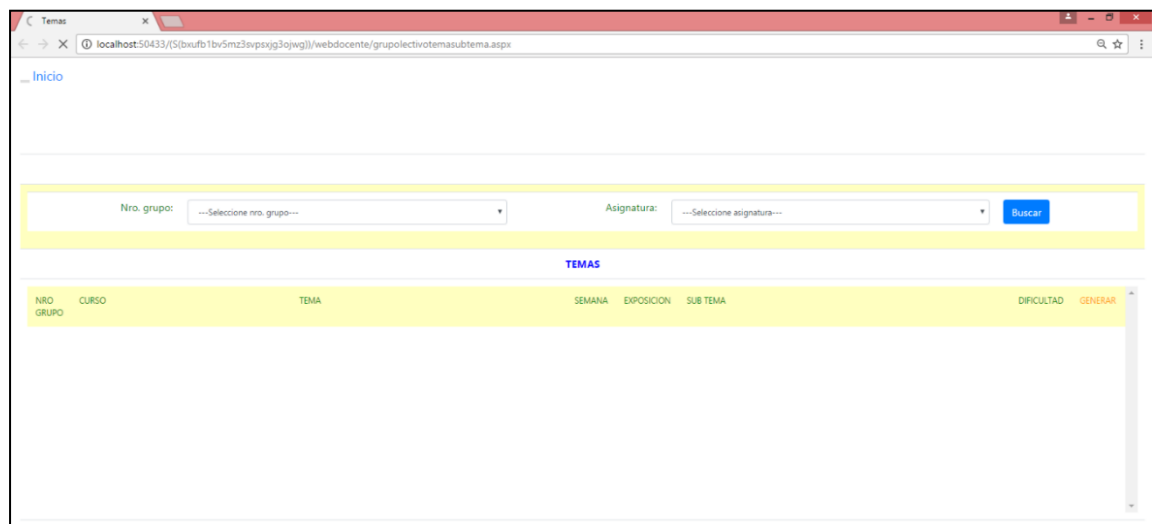 Temas
localhost:50433/(S(bxufb1bv5mz3svpsxjg3ojwg))/webdocente/grupolectivotemasubtema.aspx
Inicio
Nro. grupo: ---Seleccione nro. grupo--- Asignatura: ---Seleccione asignatura--- Buscar
TEMAS
NRO GRUPO CURSO TEMA SEMANA EXPOSICION SUB TEMA DIFICULTAD GENERAR